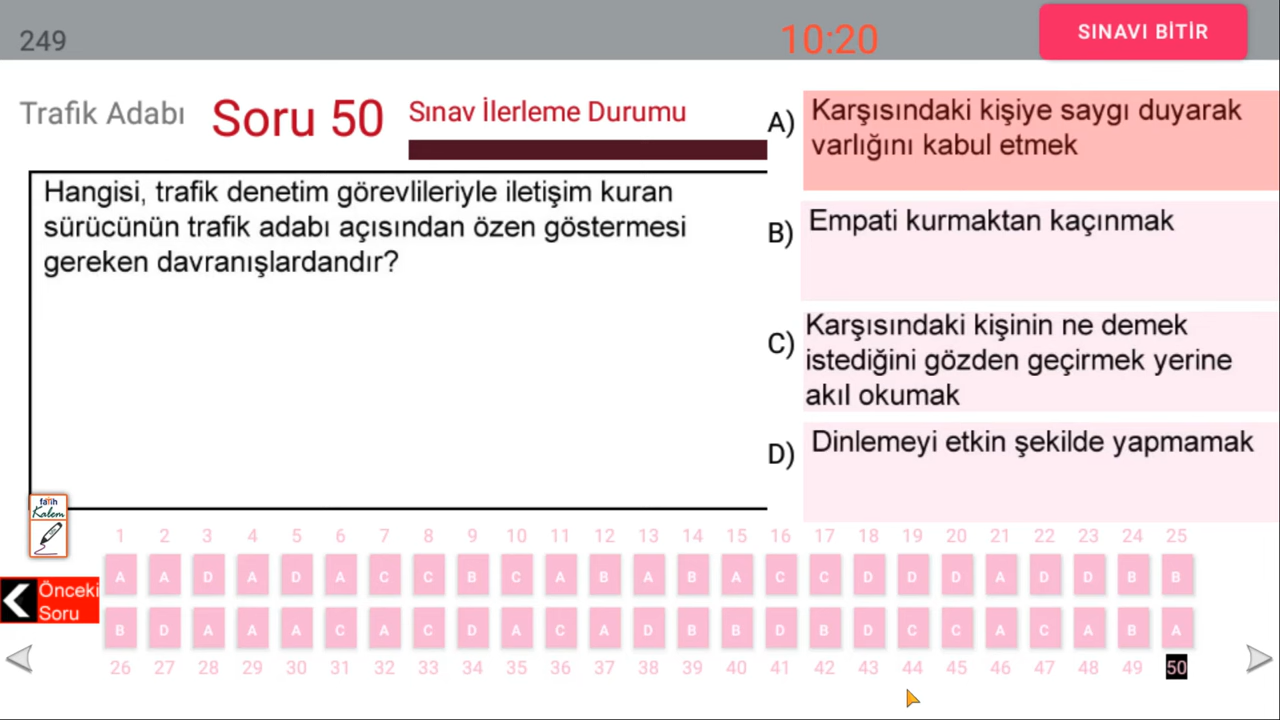 249
10:20
SINAVI BİTİR
Trafik Adabı
Soru 50
Sınav İlerleme Durumu
Hangisi, trafik denetim görevlileriyle iletişim kuran
sürücünün trafik adabı açısından özen göstermesi
gereken davranışlardandır?
A)
Karşısındaki kişiye saygı duyarak
varlığını kabul etmek
B)
Empati kurmaktan kaçınmak
C)
Karşısındaki kişinin ne demek
istediğini gözden geçirmek yerine
akıl okumak
D)
Dinlemeyi etkin şekilde yapmamak
fatih
Kalem
Önceki
Soru
1 2 3 4 5 6 7 8 9 10 11 12 13 14 15 16 17 18 19 20 21 22 23 24 25
A A D A D A C C B C A B A B A C C D D D A D D B B
B D A A A C A C D A C A D B B D B D C C A C A B A
26 27 28 29 30 31 32 33 35 36 37 38 39 40 41 42 43 44 45 46 47 48 49 50